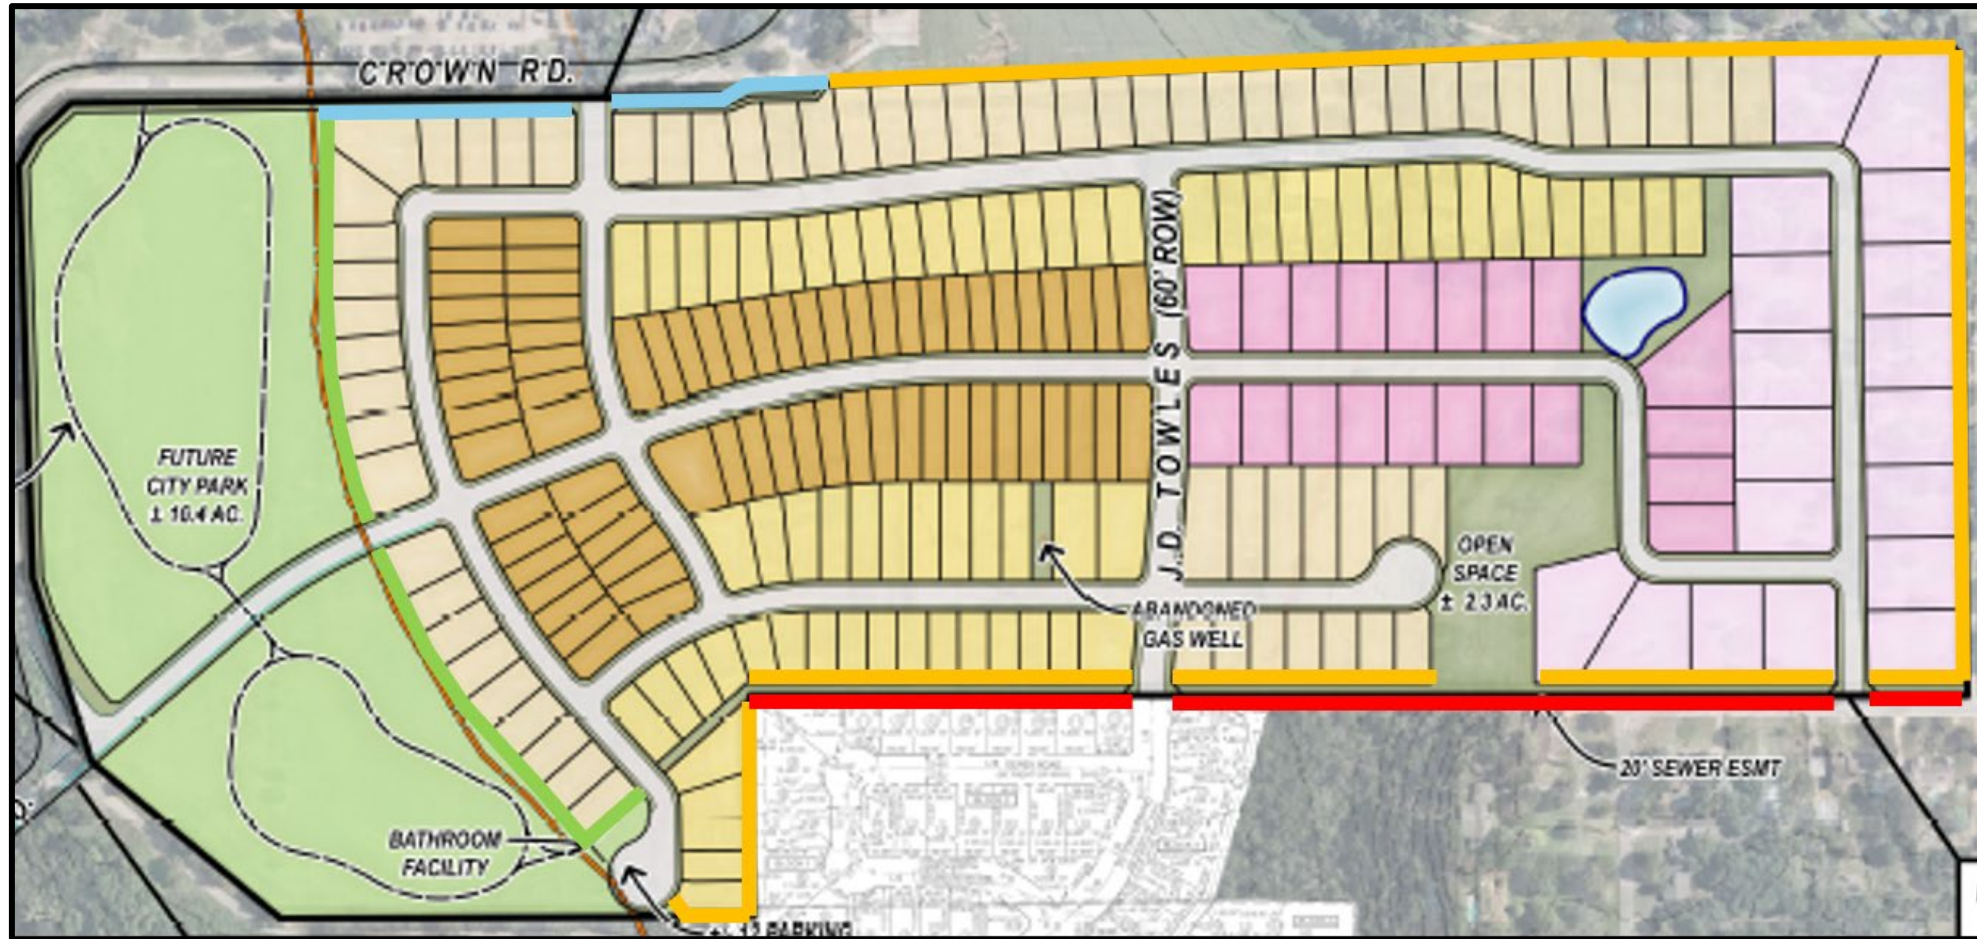 CROWN RD.
J.D. TOWLES (60' ROW)
FUTURE
CITY PARK
± 10.4 AC.
OPEN
SPACE
± 2.3 AC.
ABANDONED
GAS WELL
20' SEWER ESMT
BATHROOM
FACILITY
+/- 12 PARKING